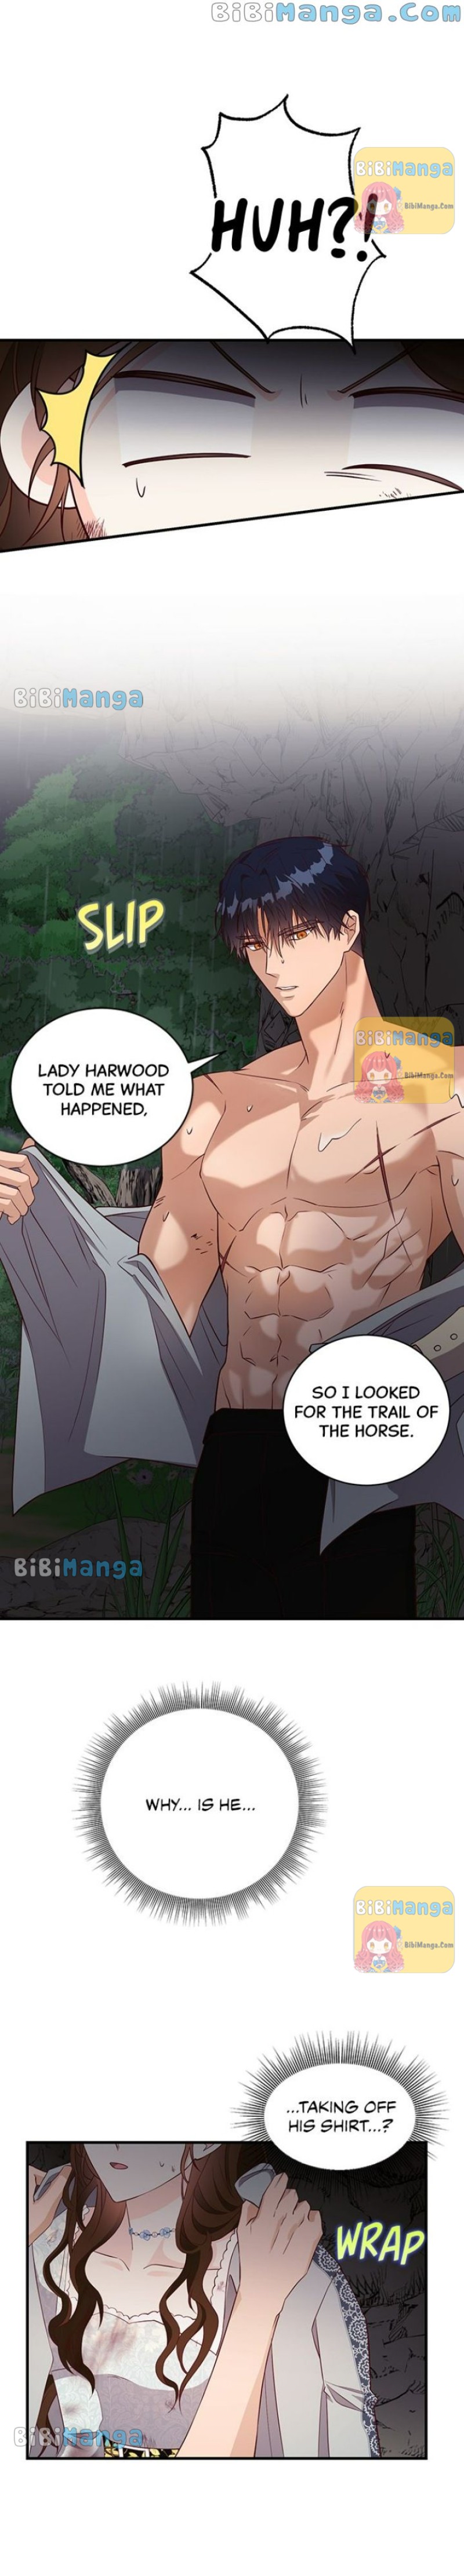 BiBiManga.Com
HUH?!
BiBiManga
BibiManga.Com
BiBiManga
SLIP
LADY HARWOOD
TOLD ME WHAT
HAPPENED,
BiBiManga
BibiManga.Com
SO I LOOKED
FOR THE TRAIL OF
THE HORSE.
BiBiManga
WHY... IS HE...
BiBiManga
BibiManga.Com
...TAKING OFF
HIS SHIRT...?
WRAP
BiBiManga